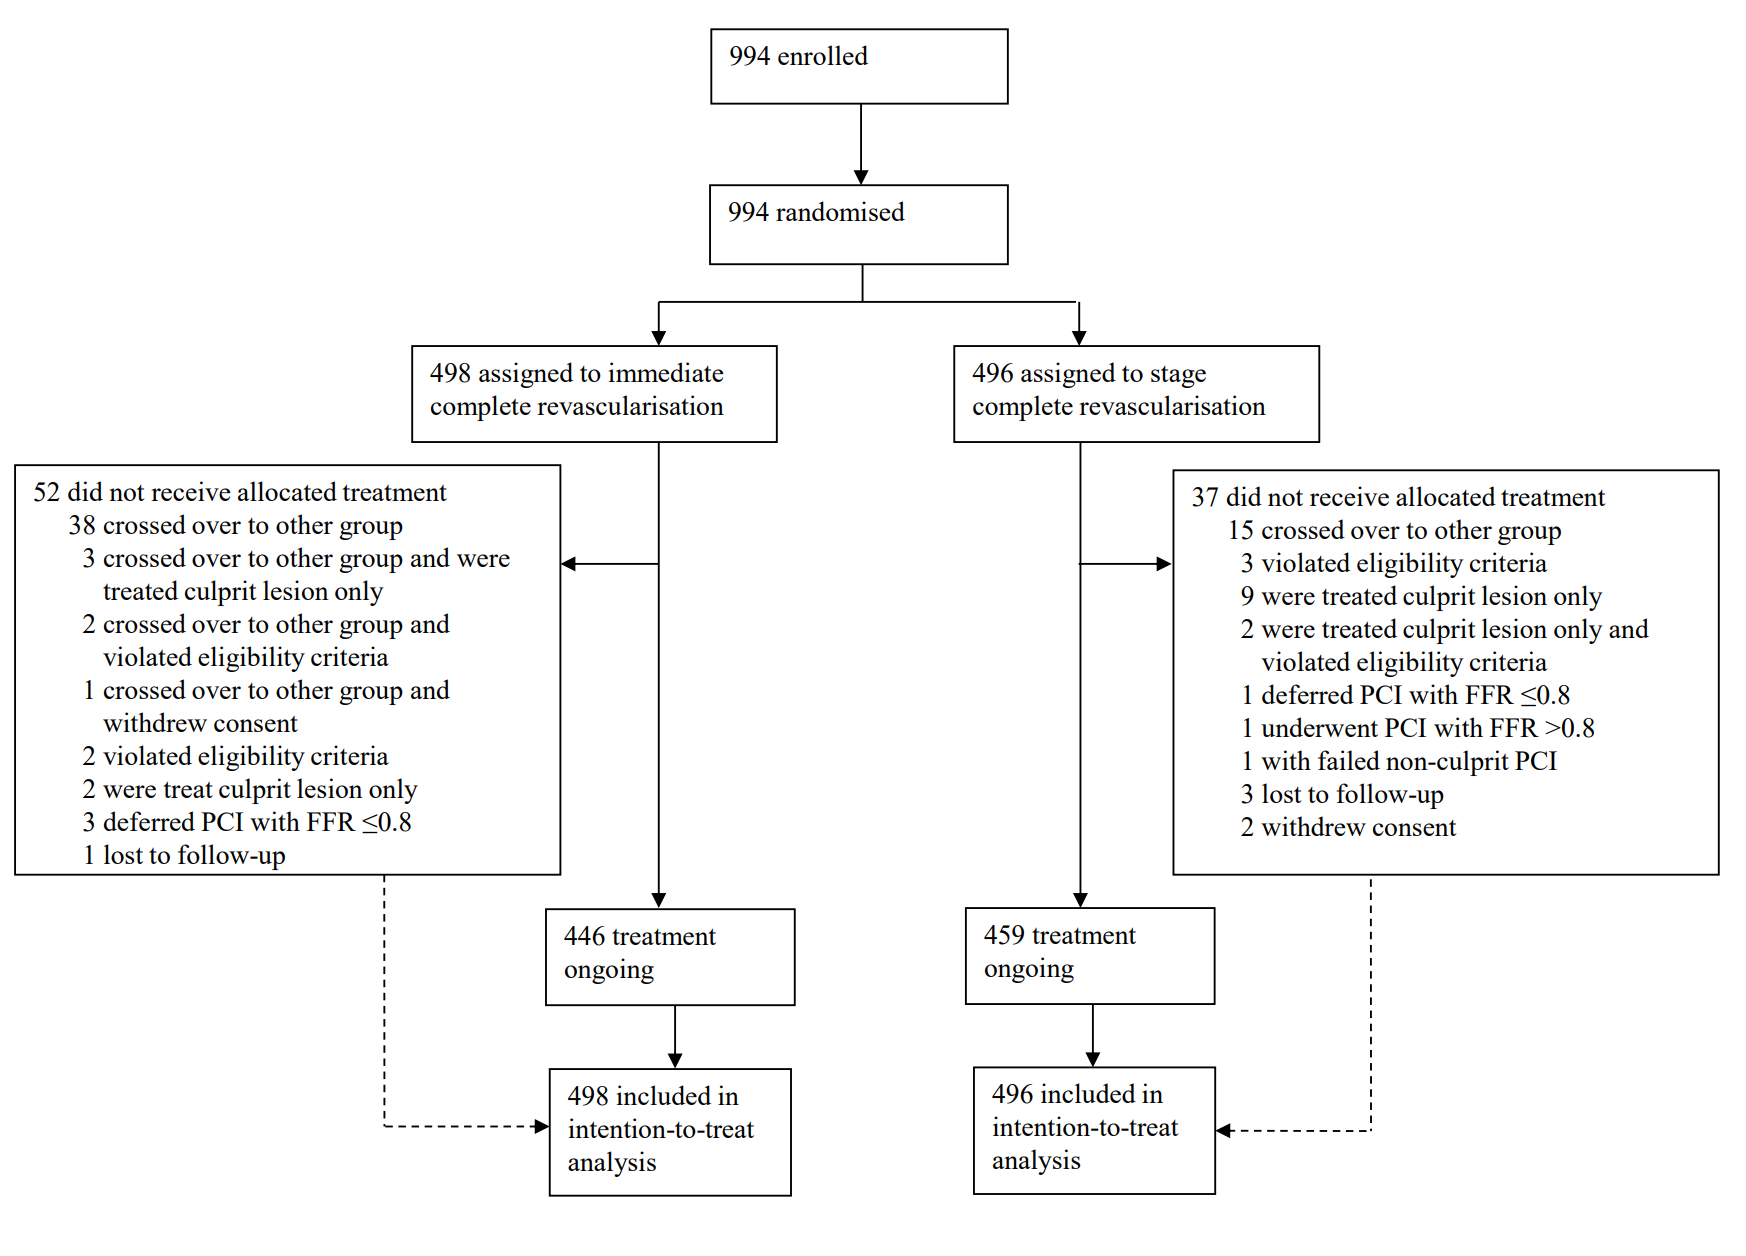 994 enrolled
994 randomised
498 assigned to immediate
complete revascularisation
496 assigned to stage
complete revascularisation
52 did not receive allocated treatment
38 crossed over to other group
3 crossed over to other group and were
treated culprit lesion only
2 crossed over to other group and
violated eligibility criteria
1 crossed over to other group and
withdrew consent
2 violated eligibility criteria
2 were treat culprit lesion only
3 deferred PCI with FFR ≤0.8
1 lost to follow-up
37 did not receive allocated treatment
15 crossed over to other group
3 violated eligibility criteria
9 were treated culprit lesion only
2 were treated culprit lesion only and
violated eligibility criteria
1 deferred PCI with FFR ≤0.8
1 underwent PCI with FFR >0.8
1 with failed non-culprit PCI
3 lost to follow-up
2 withdrew consent
446 treatment
ongoing
459 treatment
ongoing
498 included in
intention-to-treat
analysis
496 included in
intention-to-treat
analysis